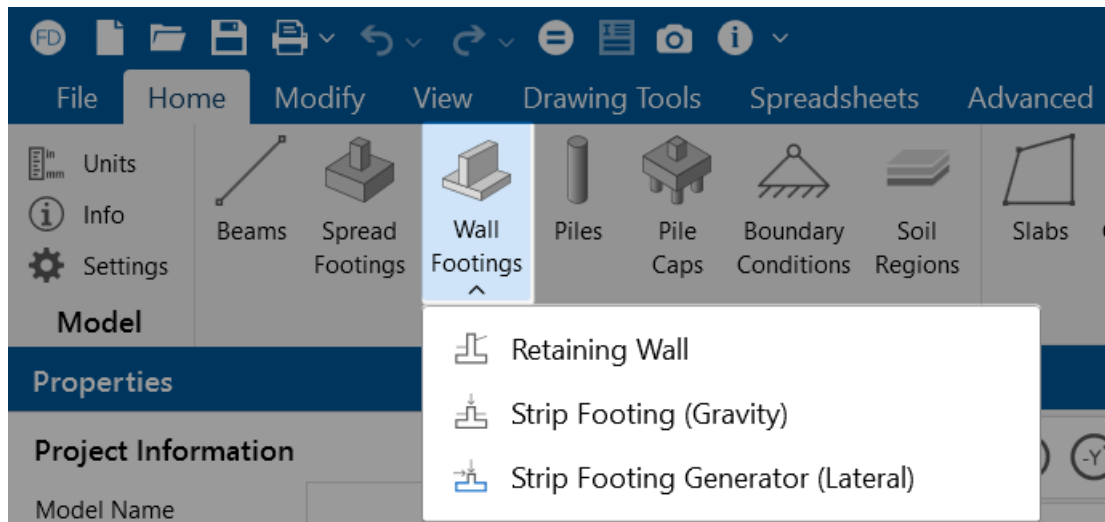 FD
File Home Modify View Drawing Tools Spreadsheets Advanced
in
mm
Units
Info
Settings
Model
Beams
Spread
Footings
Wall
Footings
Piles
Pile
Caps
Boundary
Conditions
Soil
Regions
Slabs
Retaining Wall
Strip Footing (Gravity)
Strip Footing Generator (Lateral)
Properties
Project Information
Model Name
-Y